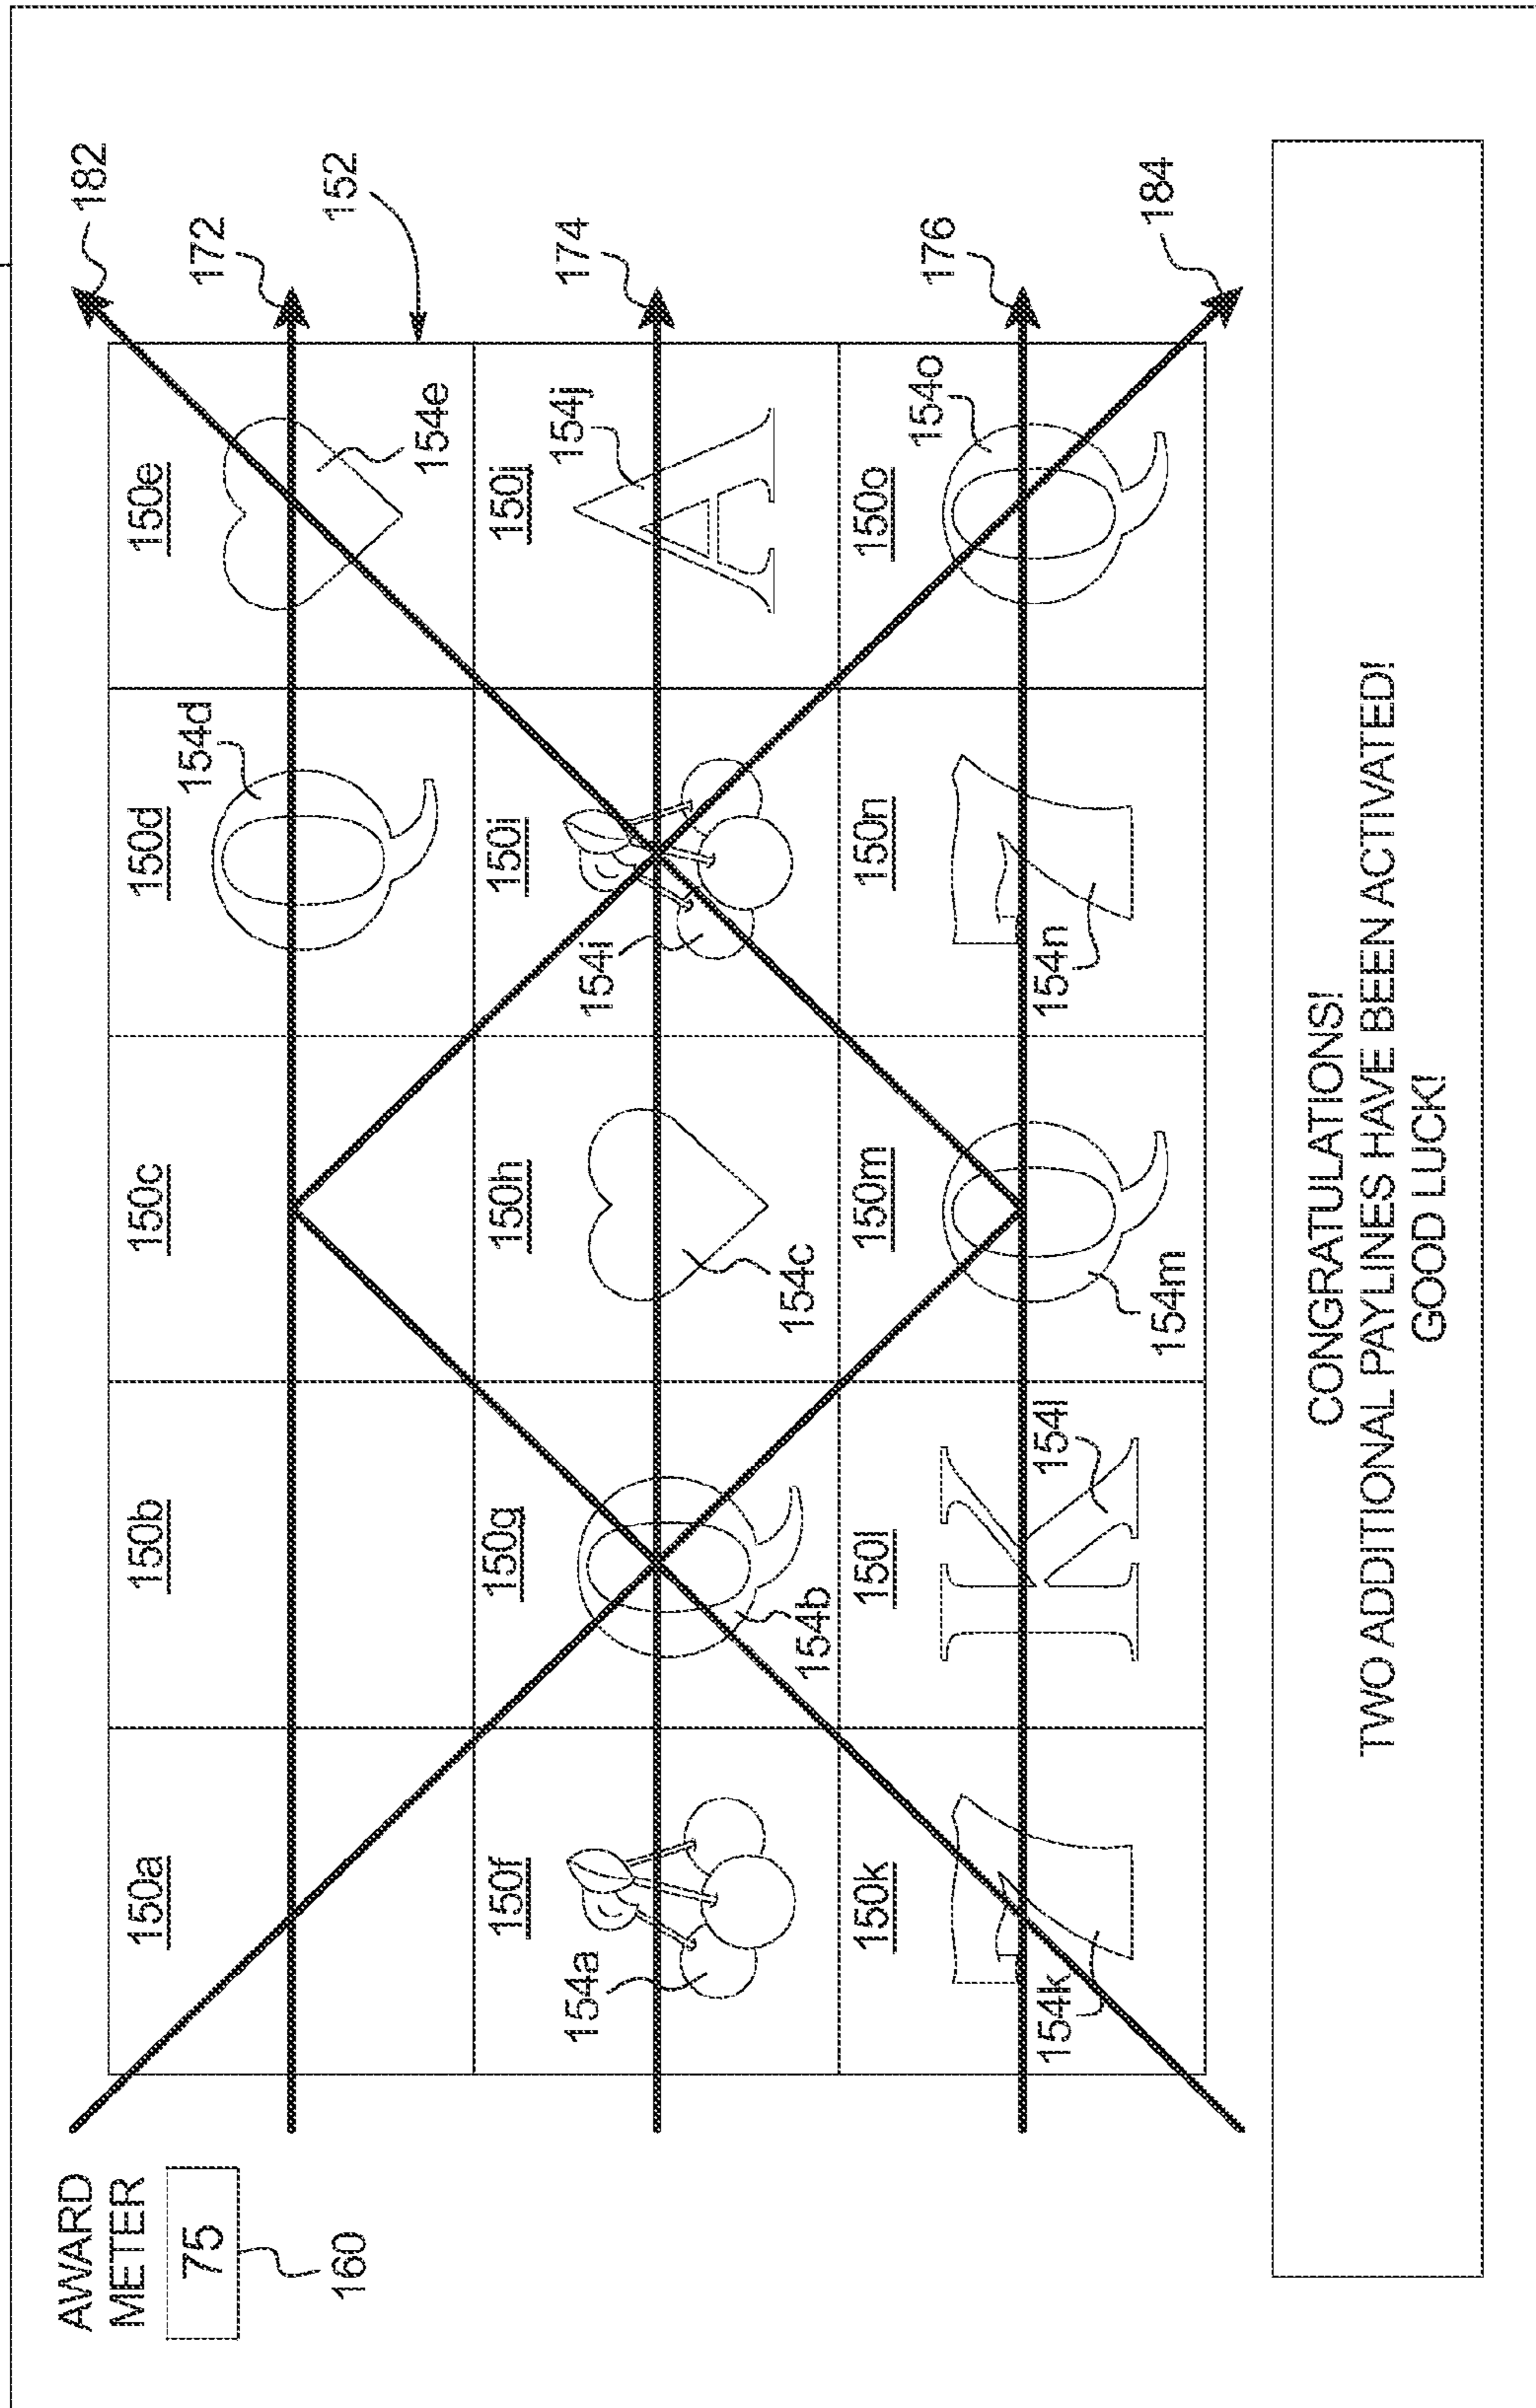 AWARD
METER
75
160
182
172
152
174
176
184
150a
150b
150c
150d
154d
150e
154e
150f
154a
150g
154b
150h
154c
150i
154i
150j
154j
A
150k
154k
7
150l
154l
K
150m
154m
Q
150n
154n
7
150o
154o
Q
Q
Q
CONGRATULATIONS!
TWO ADDITIONAL PAYLINES HAVE BEEN ACTIVATED!
GOOD LUCK!